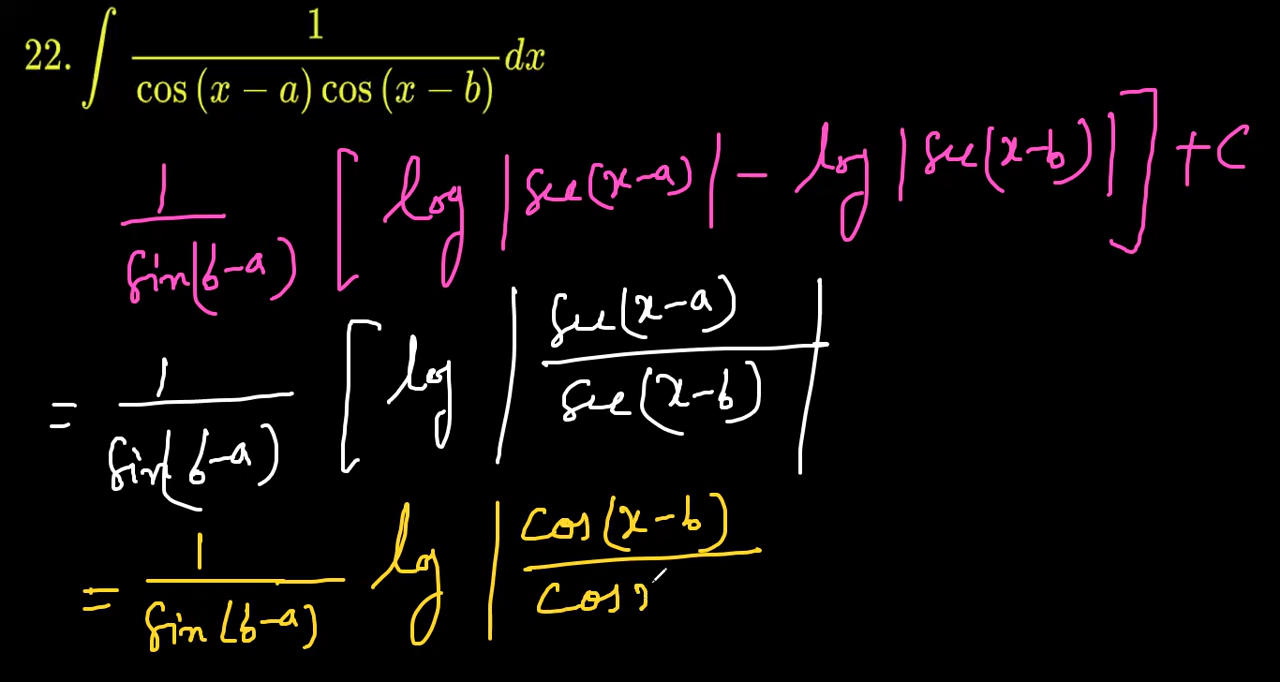 22. ∫ 1 / (cos (x − a) cos (x − b)) dx
1 / sin(b-a) [ log |sec(x-a)| - log |sec(x-b)| ] + C
= 1 / sin(b-a) [ log | sec(x-a) / sec(x-b) |
= 1 / sin(b-a) log | cos(x-b) / cos